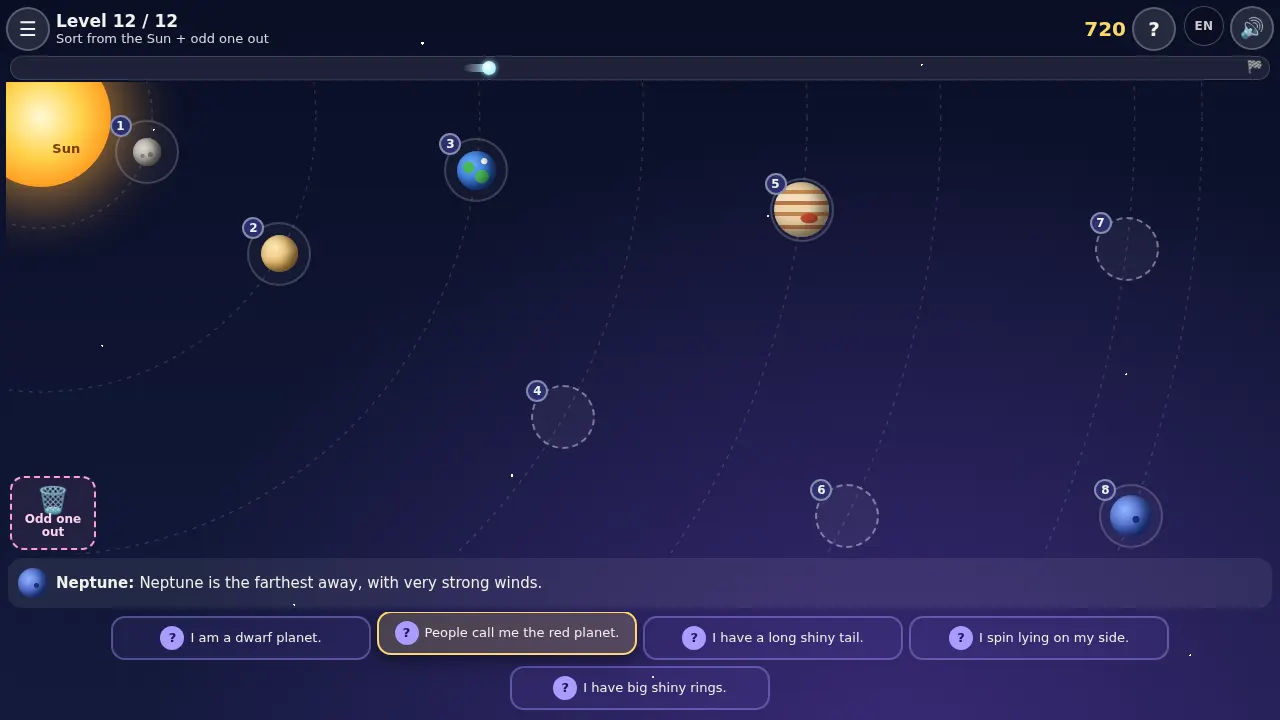 ☰
Level 12 / 12
Sort from the Sun + odd one out
720
?
EN
Sun
1
2
3
4
5
6
7
8
Odd one
out
Neptune: Neptune is the farthest away, with very strong winds.
? I am a dwarf planet.
? People call me the red planet.
? I have a long shiny tail.
? I spin lying on my side.
? I have big shiny rings.